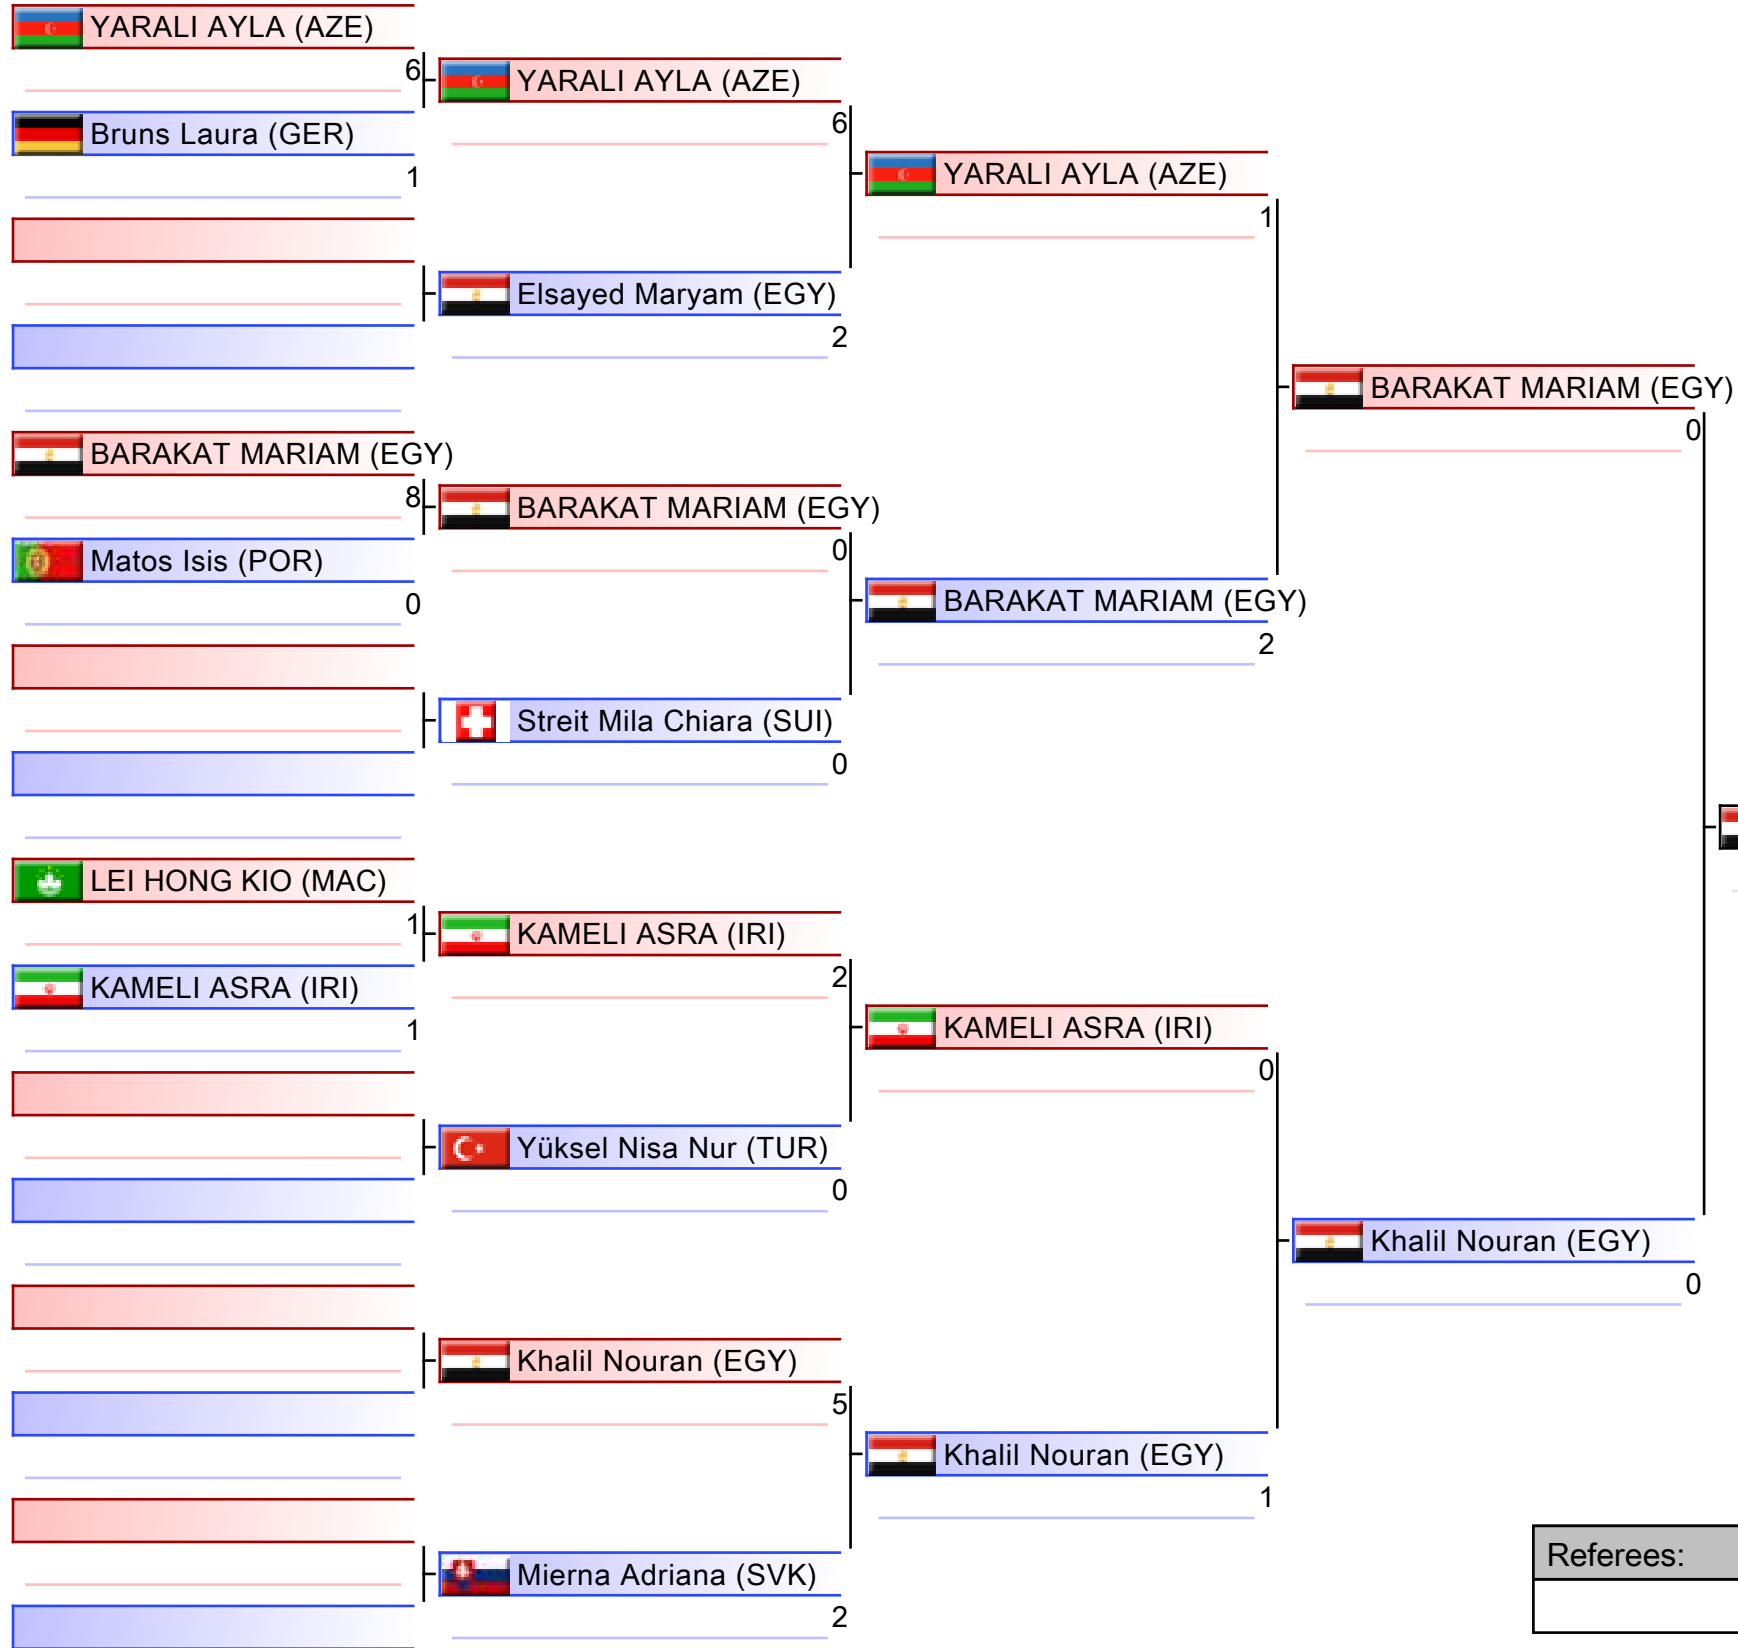 YARALI AYLA (AZE)
6
Bruns Laura (GER)
1
BARAKAT MARIAM (EGY)
8
Matos Isis (POR)
0
LEI HONG KIO (MAC)
1
KAMELI ASRA (IRI)
1
YARALI AYLA (AZE)
6
Elsayed Maryam (EGY)
2
BARAKAT MARIAM (EGY)
0
Streit Mila Chiara (SUI)
0
KAMELI ASRA (IRI)
2
Yüksel Nisa Nur (TUR)
0
Khalil Nouran (EGY)
5
Mierna Adriana (SVK)
2
YARALI AYLA (AZE)
1
BARAKAT MARIAM (EGY)
2
KAMELI ASRA (IRI)
0
Khalil Nouran (EGY)
1
BARAKAT MARIAM (EGY)
0
Khalil Nouran (EGY)
0
Referees: